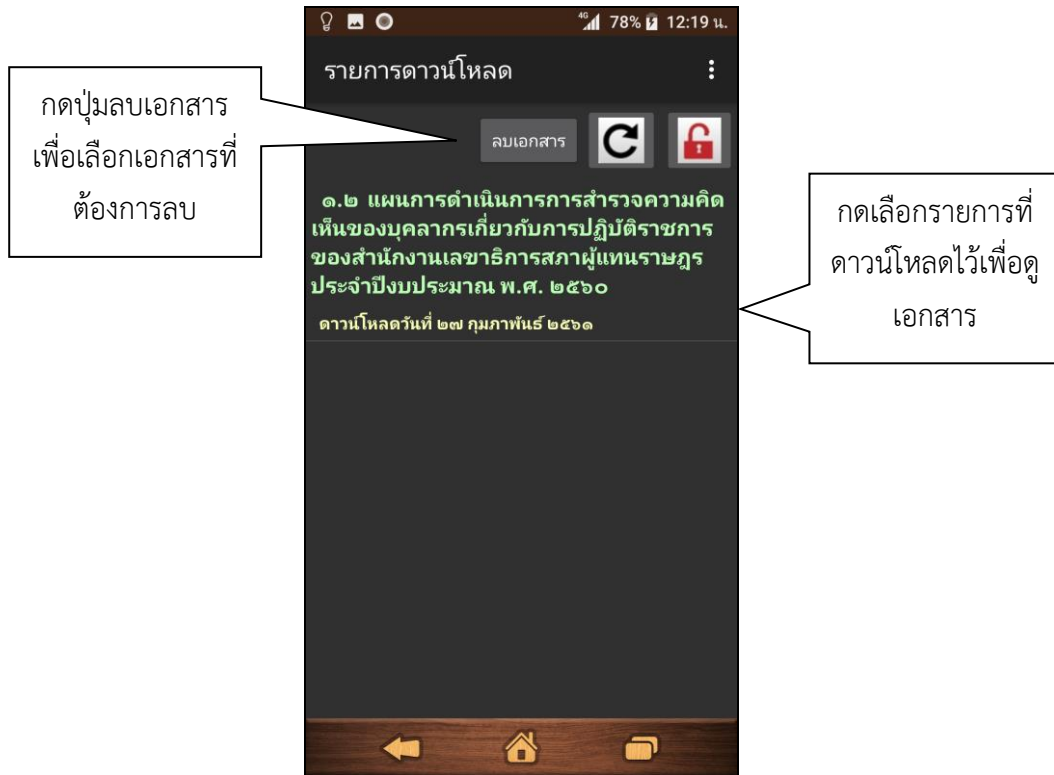 4G 78% 12:19 น.
รายการดาวน์โหลด
กดปุ่มลบเอกสาร
เพื่อเลือกเอกสารที่
ต้องการลบ
ลบเอกสาร
๑.๒ แผนการดำเนินการการสำรวจความคิด
เห็นของบุคลากรเกี่ยวกับการปฏิบัติราชการ
ของสำนักงานเลขาธิการสภาผู้แทนราษฎร
ประจำปีงบประมาณ พ.ศ. ๒๕๖๐
ดาวน์โหลดวันที่ ๒๗ กุมภาพันธ์ ๒๕๖๑
กดเลือกรายการที่
ดาวน์โหลดไว้เพื่อดู
เอกสาร